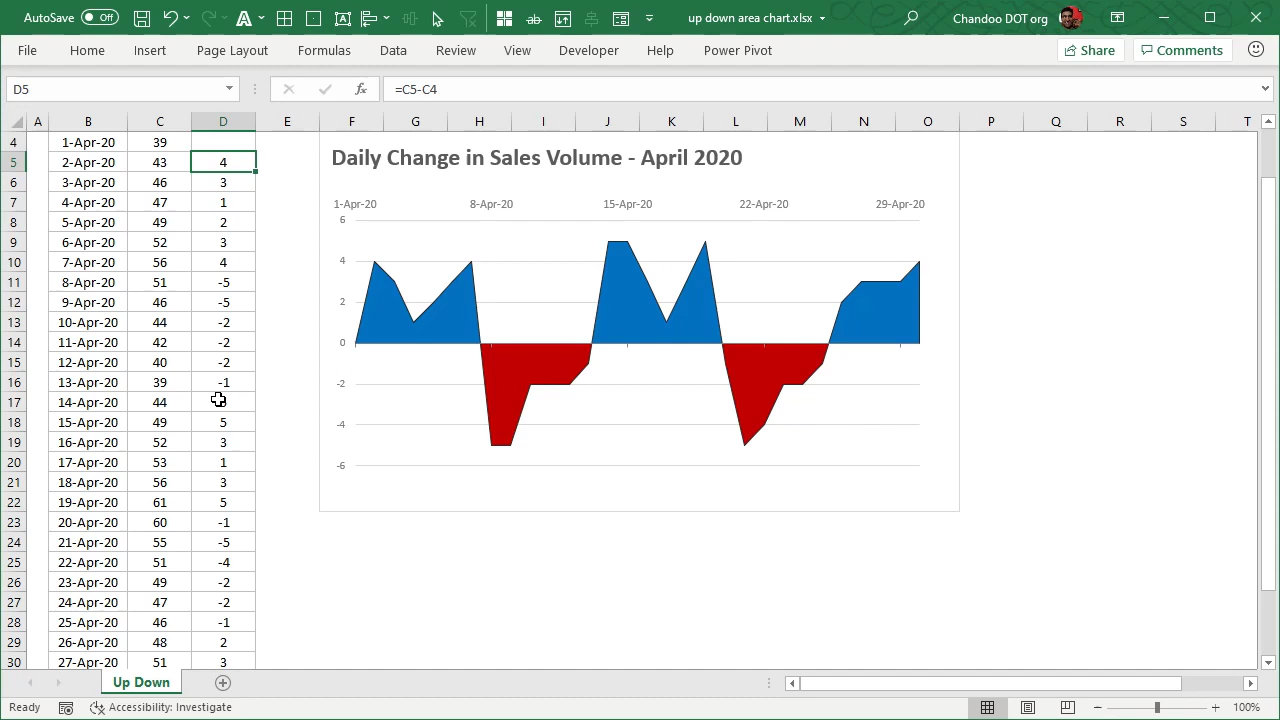 AutoSave Off up down area chart.xlsx Chandoo DOT org
File Home Insert Page Layout Formulas Data Review View Developer Help Power Pivot Share Comments
D5 fx =C5-C4
A B C D E F G H I J K L M N O P Q R S T
4 1-Apr-20 39
5 2-Apr-20 43 4
6 3-Apr-20 46 3
7 4-Apr-20 47 1
8 5-Apr-20 49 2
9 6-Apr-20 52 3
10 7-Apr-20 56 4
11 8-Apr-20 51 -5
12 9-Apr-20 46 -5
13 10-Apr-20 44 -2
14 11-Apr-20 42 -2
15 12-Apr-20 40 -2
16 13-Apr-20 39 -1
17 14-Apr-20 44
18 15-Apr-20 49 5
19 16-Apr-20 52 3
20 17-Apr-20 53 1
21 18-Apr-20 56 3
22 19-Apr-20 61 5
23 20-Apr-20 60 -1
24 21-Apr-20 55 -5
25 22-Apr-20 51 -4
26 23-Apr-20 49 -2
27 24-Apr-20 47 -2
28 25-Apr-20 46 -1
29 26-Apr-20 48 2
30 27-Apr-20 51 3
Daily Change in Sales Volume - April 2020
1-Apr-20 8-Apr-20 15-Apr-20 22-Apr-20 29-Apr-20
6
4
2
0
-2
-4
-6
Up Down
Ready Accessibility: Investigate 100%